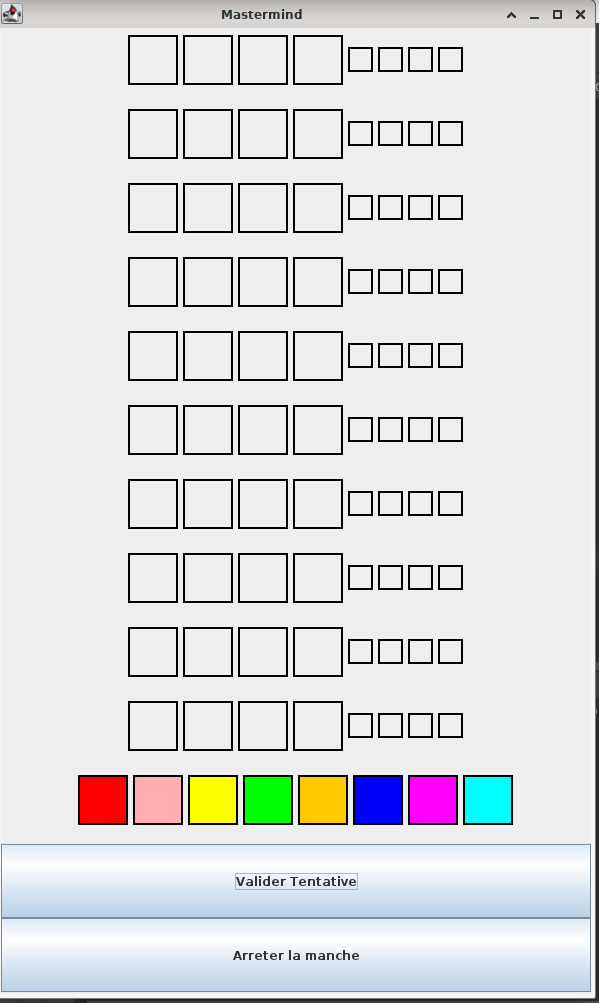 Mastermind
Valider Tentative
Arreter la manche